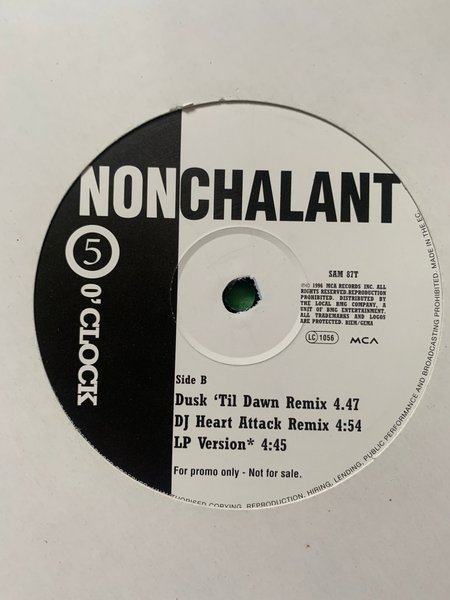 NONCHALANT
5 O'CLOCK
SAM 87T
℗© 1996 MCA RECORDS INC. ALL
RIGHTS RESERVED.REPRODUCTION
PROHIBITED. DISTRIBUTED BY
THE LOCAL BMG COMPANY, A
UNIT OF BMG ENTERTAINMENT.
ALL TRADEMARKS AND LOGOS
ARE PROTECTED. BIEM/GEMA
LC 1056 MCA
Side B
Dusk ‘Til Dawn Remix 4.47
DJ Heart Attack Remix 4:54
LP Version* 4:45
For promo only - Not for sale.
COPYING, REPRODUCTION, HIRING, LENDING, PUBLIC PERFORMANCE AND BROADCASTING PROHIBITED. MADE IN THE EC.